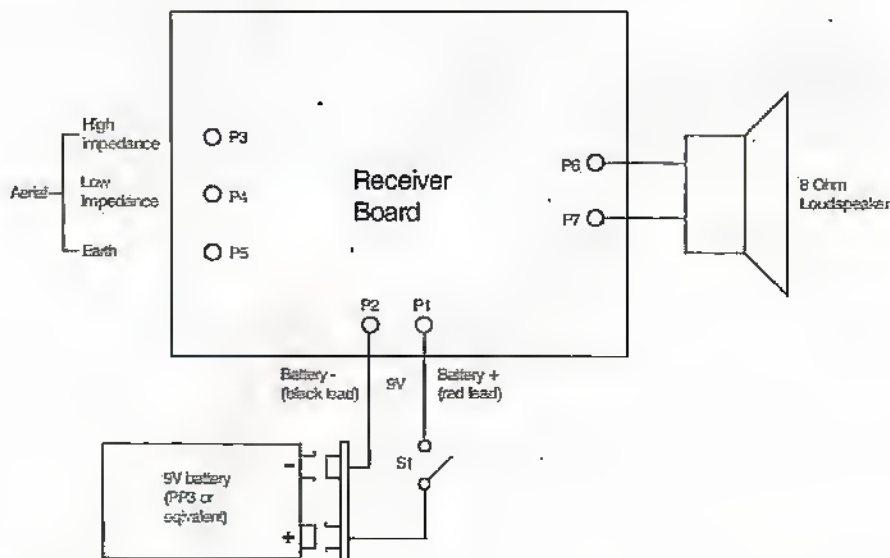 High
impedance
P3
Aerial
Low
Impedance
P4
Earth
P5
Receiver
Board
P6
P7
8 Ohm
Loudspeaker
P2
P1
Battery -
(black lead)
9V
Battery +
(red lead)
S1
9V battery
(PP3 or
eqivalent)
-
+